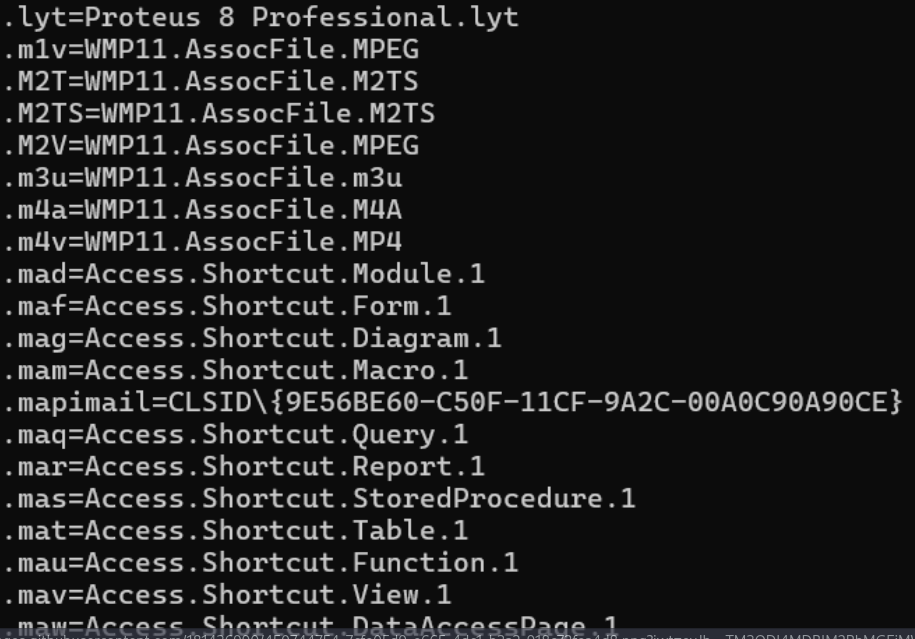 .lyt=Proteus 8 Professional.lyt
.m1v=WMP11.AssocFile.MPEG
.M2T=WMP11.AssocFile.M2TS
.M2TS=WMP11.AssocFile.M2TS
.M2V=WMP11.AssocFile.MPEG
.m3u=WMP11.AssocFile.m3u
.m4a=WMP11.AssocFile.M4A
.m4v=WMP11.AssocFile.MP4
.mad=Access.Shortcut.Module.1
.maf=Access.Shortcut.Form.1
.mag=Access.Shortcut.Diagram.1
.mam=Access.Shortcut.Macro.1
.mapimail=CLSID\{9E56BE60-C50F-11CF-9A2C-00A0C90A90CE}
.maq=Access.Shortcut.Query.1
.mar=Access.Shortcut.Report.1
.mas=Access.Shortcut.StoredProcedure.1
.mat=Access.Shortcut.Table.1
.mau=Access.Shortcut.Function.1
.mav=Access.Shortcut.View.1
.maw=Access.Shortcut.DataAccessPage.1